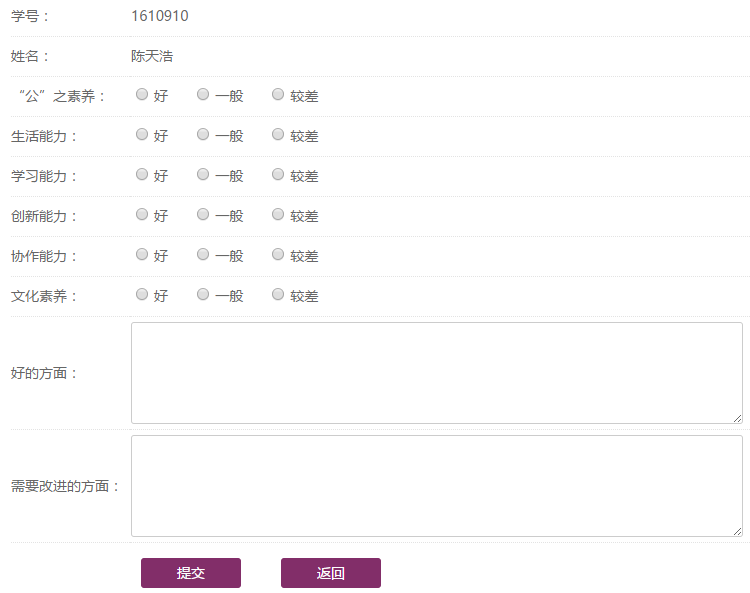 学号： 1610910
姓名： 陈天浩
“公”之素养： 好 一般 较差
生活能力： 好 一般 较差
学习能力： 好 一般 较差
创新能力： 好 一般 较差
协作能力： 好 一般 较差
文化素养： 好 一般 较差
好的方面：
需要改进的方面：
提交 返回